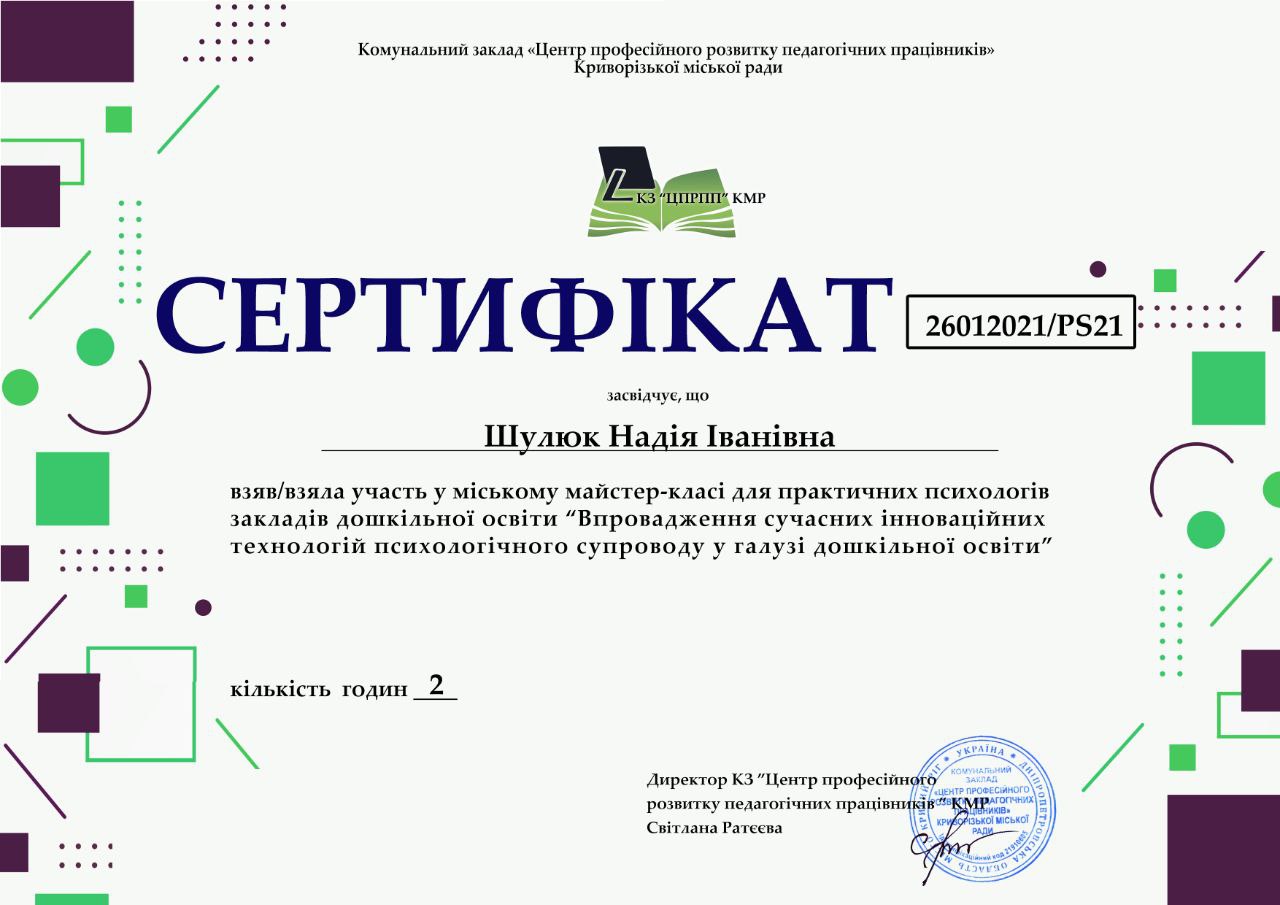 Комунальний заклад «Центр професійного розвитку педагогічних працівників»
Криворізької міської ради
КЗ “ЦПРПП” КМР
СЕРТИФІКАТ
26012021/PS21
засвідчує, що
Шулюк Надія Іванівна
взяв/взяла участь у міському майстер-класі для практичних психологів
закладів дошкільної освіти “Впровадження сучасних інноваційних
технологій психологічного супроводу у галузі дошкільної освіти”
кількість годин 2
Директор КЗ ”Центр професійного
розвитку педагогічних працівників “ КМР
Світлана Ратєєва
УКРАЇНА * ДНІПРОПЕТРОВСЬКА ОБЛАСТЬ
КОМУНАЛЬНИЙ
ЗАКЛАД
«ЦЕНТР ПРОФЕСІЙНОГО
РОЗВИТКУ ПЕДАГОГІЧНИХ
ПРАЦІВНИКІВ»
КРИВОРІЗЬКОЇ МІСЬКОЇ
РАДИ